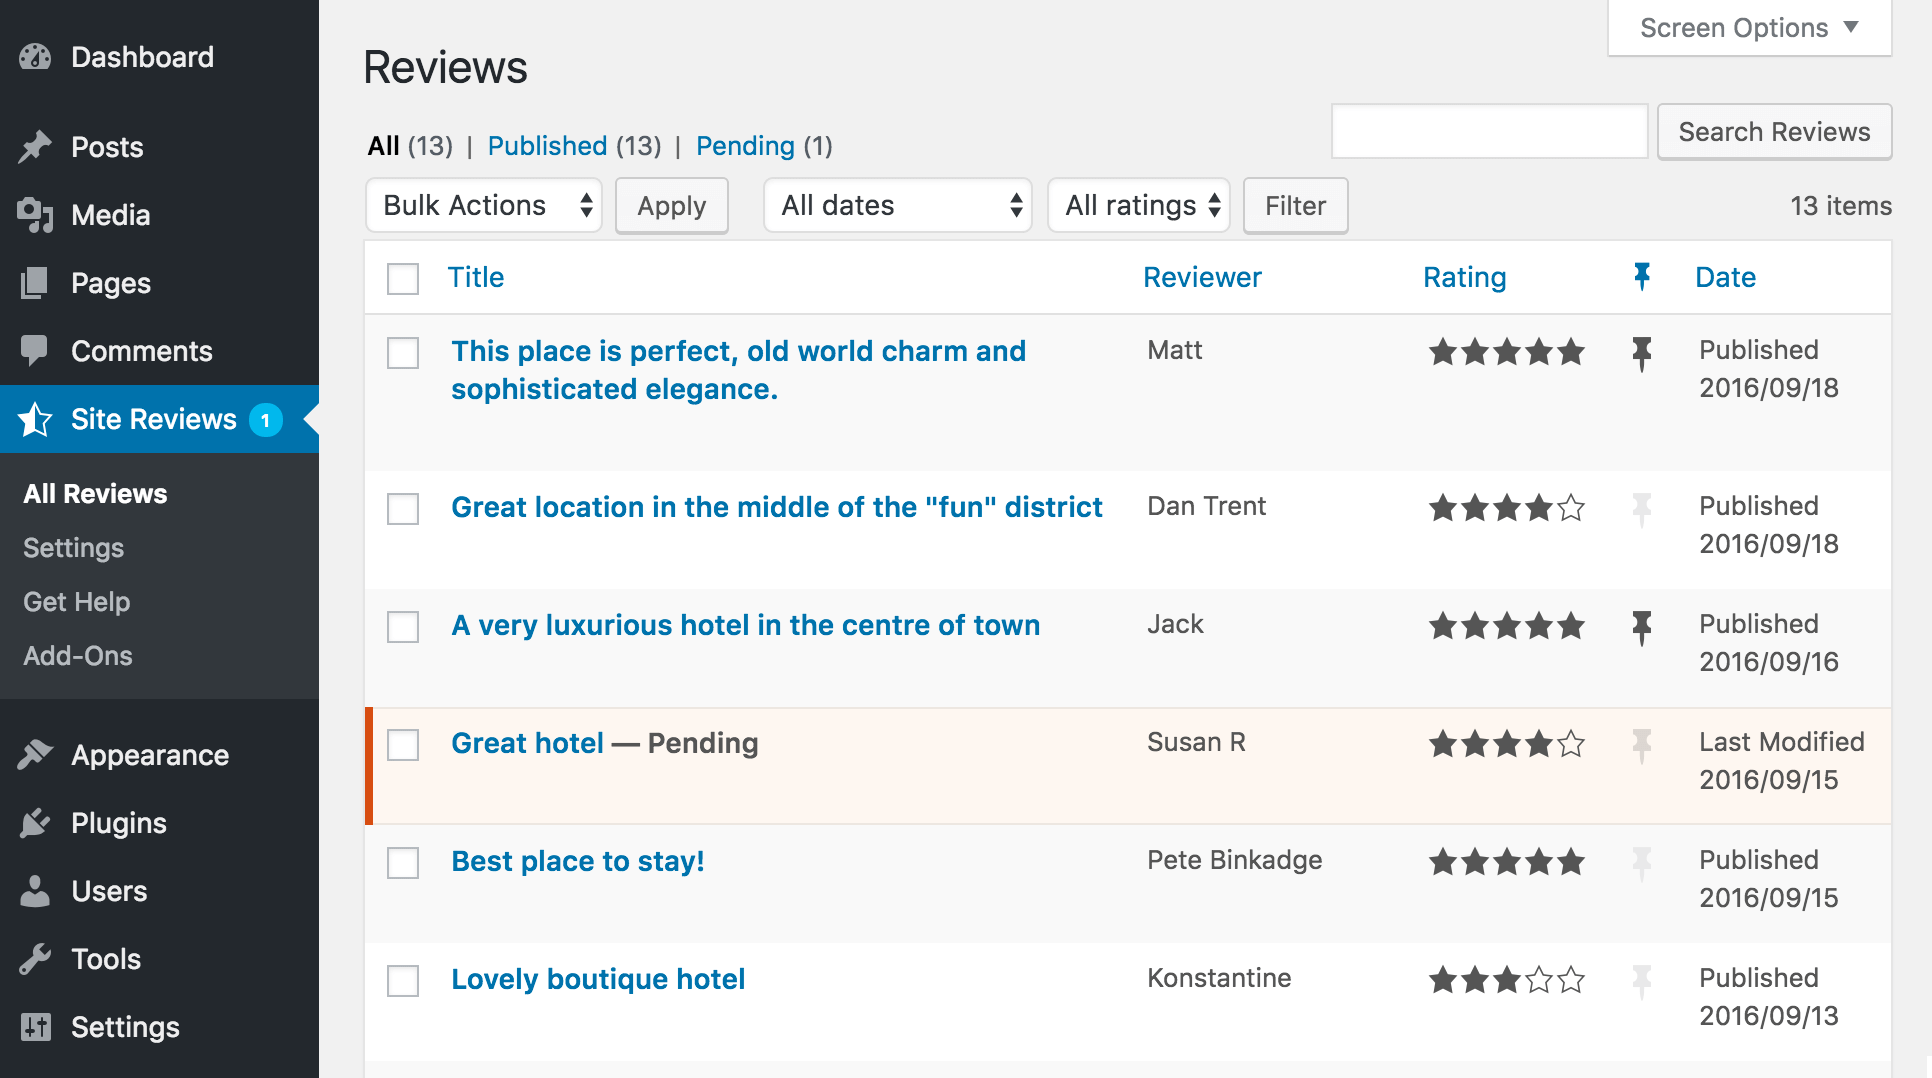 Dashboard
Posts
Media
Pages
Comments
Site Reviews 1
All Reviews
Settings
Get Help
Add-Ons
Appearance
Plugins
Users
Tools
Settings
Screen Options
Reviews
All (13) | Published (13) | Pending (1)
Search Reviews
Bulk Actions Apply All dates All ratings Filter 13 items
Title Reviewer Rating Date
This place is perfect, old world charm and Matt Published
sophisticated elegance. 2016/09/18
Great location in the middle of the "fun" district Dan Trent Published
2016/09/18
A very luxurious hotel in the centre of town Jack Published
2016/09/16
Great hotel — Pending Susan R Last Modified
2016/09/15
Best place to stay! Pete Binkadge Published
2016/09/15
Lovely boutique hotel Konstantine Published
2016/09/13